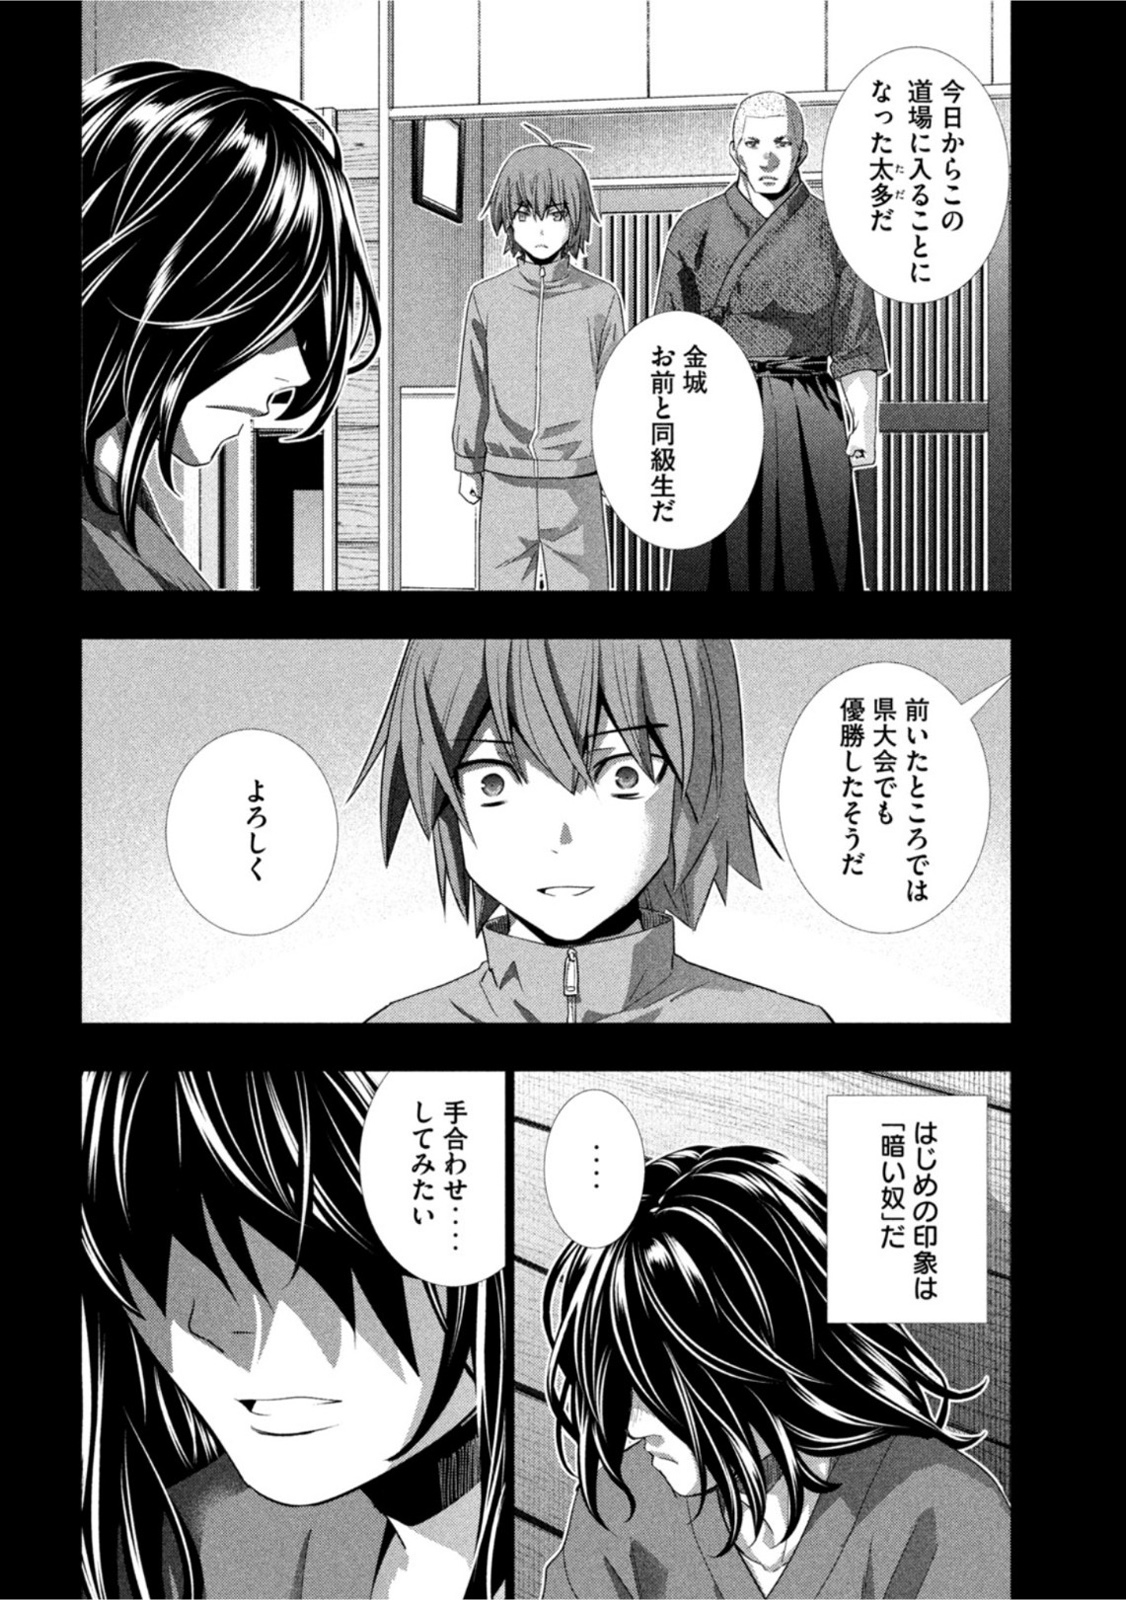 今日からこの
道場に入ることに
なった太多だ
ただ
金城
お前と同級生だ
前いたところでは
県大会でも
優勝したそうだ
よろしく
はじめの印象は
「暗い奴」だ
‥‥
手合わせ‥‥
してみたい